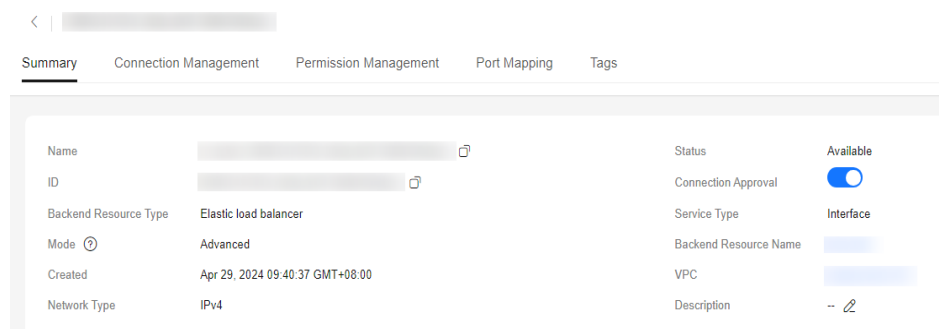 Summary Connection Management Permission Management Port Mapping Tags
Name Status Available
ID Connection Approval
Backend Resource Type Elastic load balancer Service Type Interface
Mode Advanced Backend Resource Name
Created Apr 29, 2024 09:40:37 GMT+08:00 VPC
Network Type IPv4 Description --